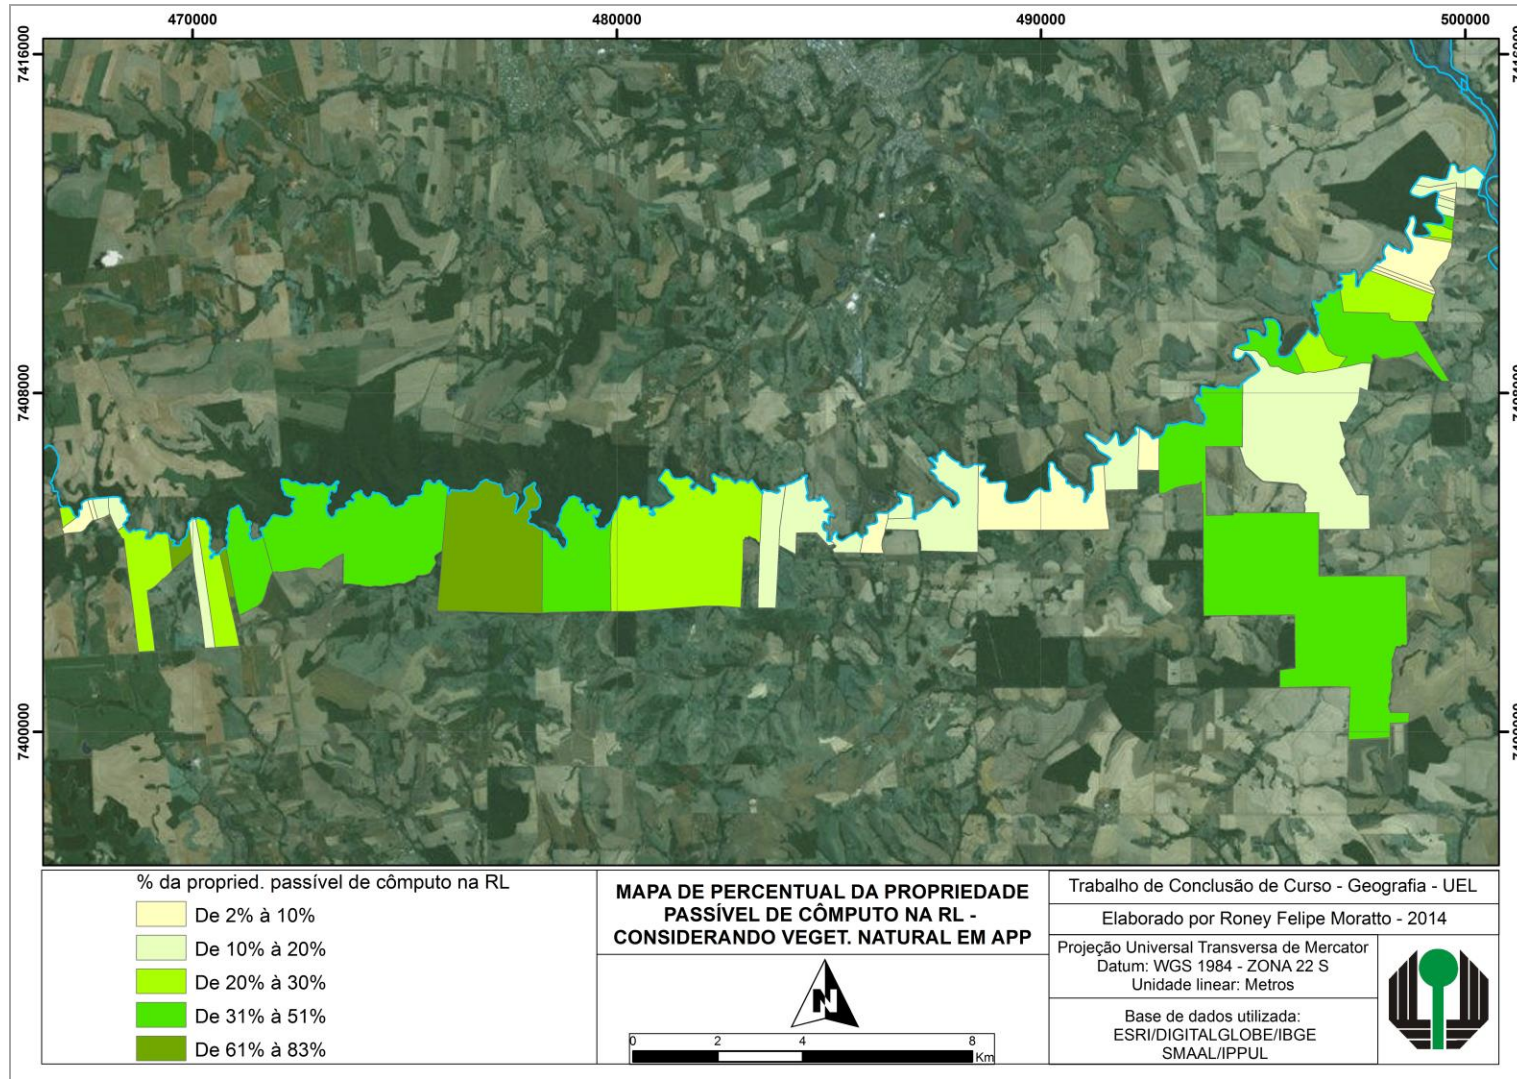 470000
480000
490000
500000
7416000
7416000
7408000
7408000
7400000
7400000
% da propried. passível de cômputo na RL
De 2% à 10%
De 10% à 20%
De 20% à 30%
De 31% à 51%
De 61% à 83%
MAPA DE PERCENTUAL DA PROPRIEDADE
PASSÍVEL DE CÔMPUTO NA RL -
CONSIDERANDO VEGET. NATURAL EM APP
N
0 2 4 8
Km
Trabalho de Conclusão de Curso - Geografia - UEL
Elaborado por Roney Felipe Moratto - 2014
Projeção Universal Transversa de Mercator
Datum: WGS 1984 - ZONA 22 S
Unidade linear: Metros
Base de dados utilizada:
ESRI/DIGITALGLOBE/IBGE
SMAAL/IPPUL